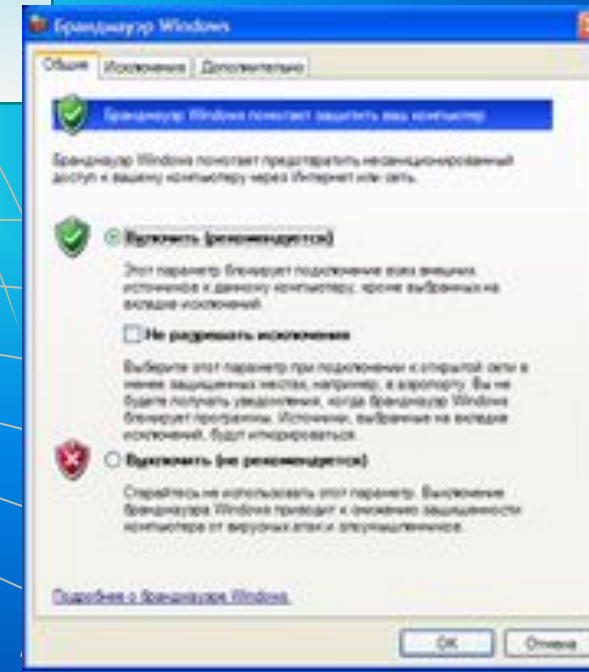 Брандмауэр Windows
Общие Исключения Дополнительно
Брандмауэр Windows помогает защитить ваш компьютер
Брандмауэр Windows помогает предотвратить несанкционированный
доступ к вашему компьютеру через Интернет или сеть.
Включить (рекомендуется)
Этот параметр блокирует подключение всех внешних
источников к данному компьютеру, кроме выбранных на
вкладке исключений.
Не разрешать исключения
Выберите этот параметр при подключении к открытой сети в
менее защищенных местах, например, в аэропорту. Вы не
будете получать уведомления, когда брандмауэр Windows
блокирует программы. Источники, выбранные на вкладке
исключений, будут игнорироваться.
Выключить (не рекомендуется)
Старайтесь не использовать этот параметр. Выключение
брандмауэра Windows приводит к снижению защищенности
компьютера от вирусных атак и злоумышленников.
Подробнее о брандмауэре Windows.
ОК Отмена